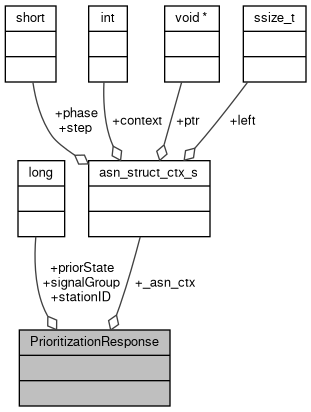 short
int
void *
ssize_t
+phase
+step
+context
+ptr
+left
long
asn_struct_ctx_s
+priorState
+signalGroup
+stationID
+_asn_ctx
PrioritizationResponse